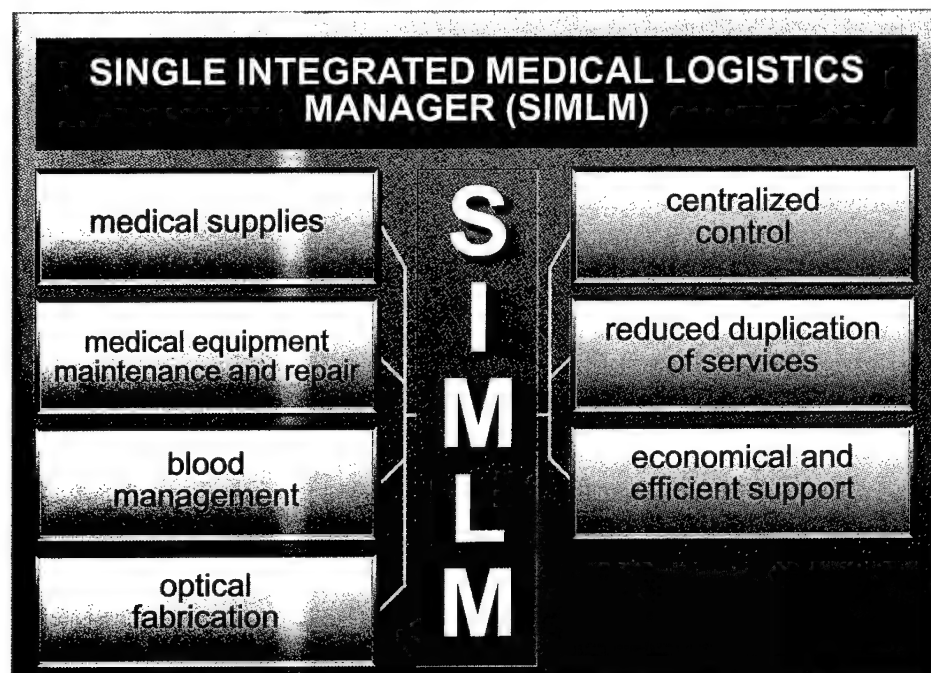 SINGLE INTEGRATED MEDICAL LOGISTICS
MANAGER (SIMLM)
medical supplies
medical equipment
maintenance and repair
blood
management
optical
fabrication
S
I
M
L
M
centralized
control
reduced duplication
of services
economical and
efficient support